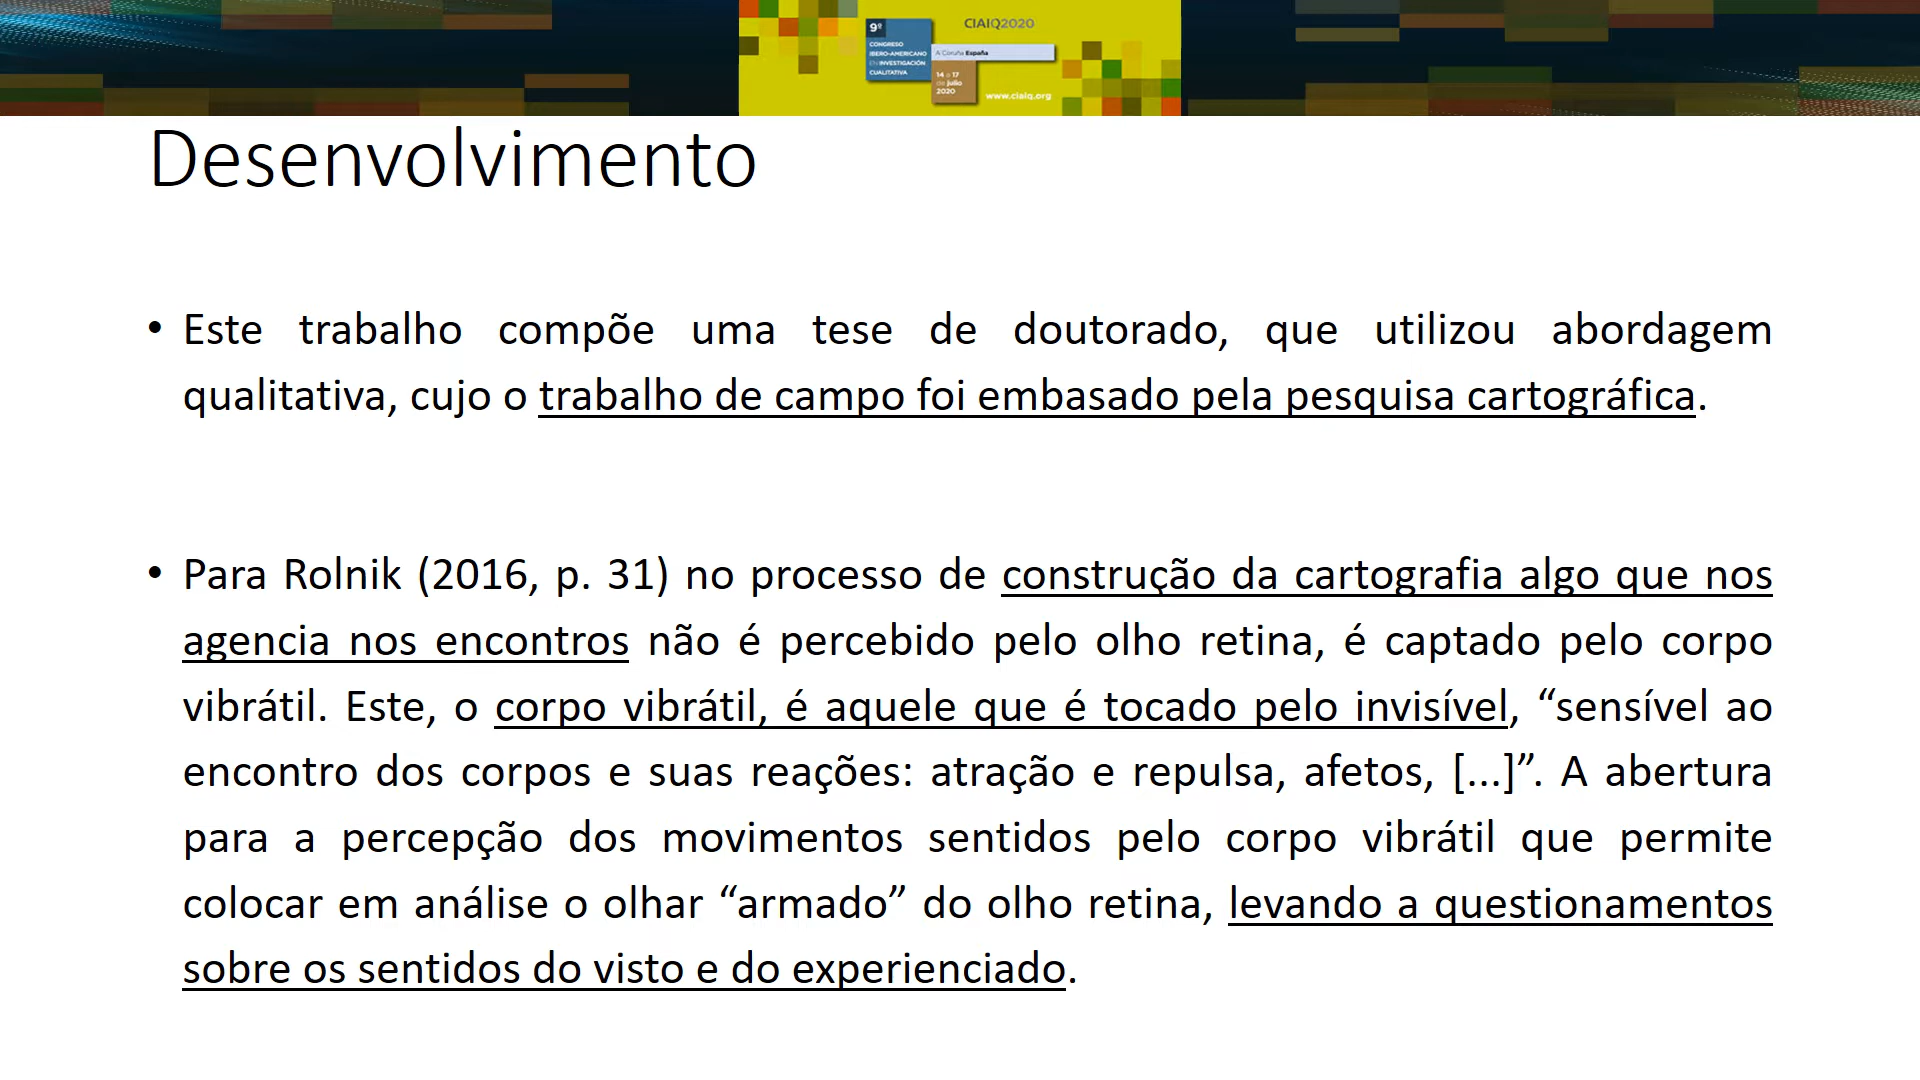 CIAIQ2020
9º
CONGRESO
IBERO-AMERICANO
EN INVESTIGACIÓN
CUALITATIVA
A Coruña España
14 a 17
de julio
2020
www.ciaiq.org
Desenvolvimento
• Este trabalho compõe uma tese de doutorado, que utilizou abordagem
qualitativa, cujo o trabalho de campo foi embasado pela pesquisa cartográfica.
• Para Rolnik (2016, p. 31) no processo de construção da cartografia algo que nos
agencia nos encontros não é percebido pelo olho retina, é captado pelo corpo
vibrátil. Este, o corpo vibrátil, é aquele que é tocado pelo invisível, “sensível ao
encontro dos corpos e suas reações: atração e repulsa, afetos, [...]”. A abertura
para a percepção dos movimentos sentidos pelo corpo vibrátil que permite
colocar em análise o olhar “armado” do olho retina, levando a questionamentos
sobre os sentidos do visto e do experienciado.